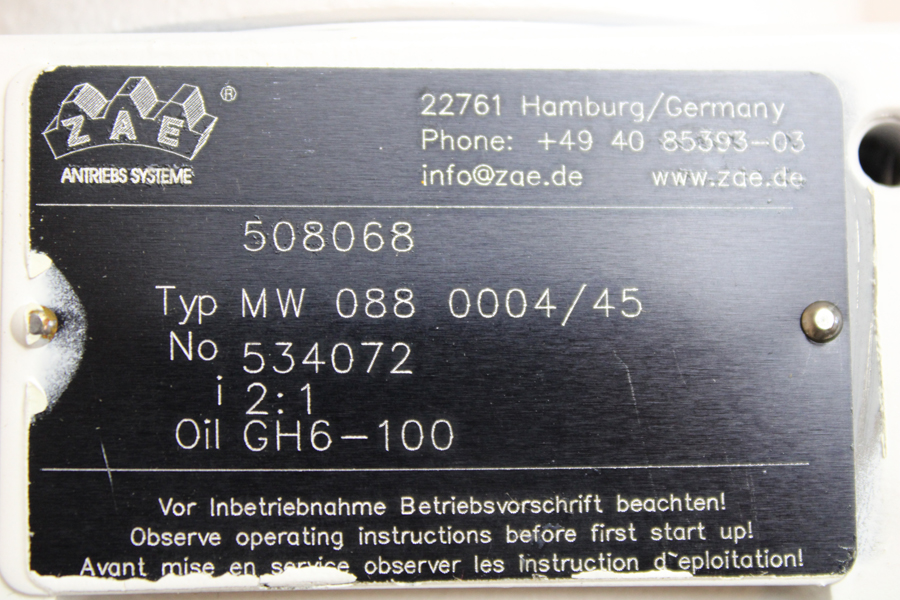 ZAE ®
ANTRIEBS SYSTEME
22761 Hamburg/Germany
Phone: +49 40 85393-03
info@zae.de www.zae.de
508068
Typ MW 088 0004/45
No 534072
i 2:1
Oil GH6-100
Vor Inbetriebnahme Betriebsvorschrift beachten!
Observe operating instructions before first start up!
Avant mise en service observer les instruction d~eploitation!